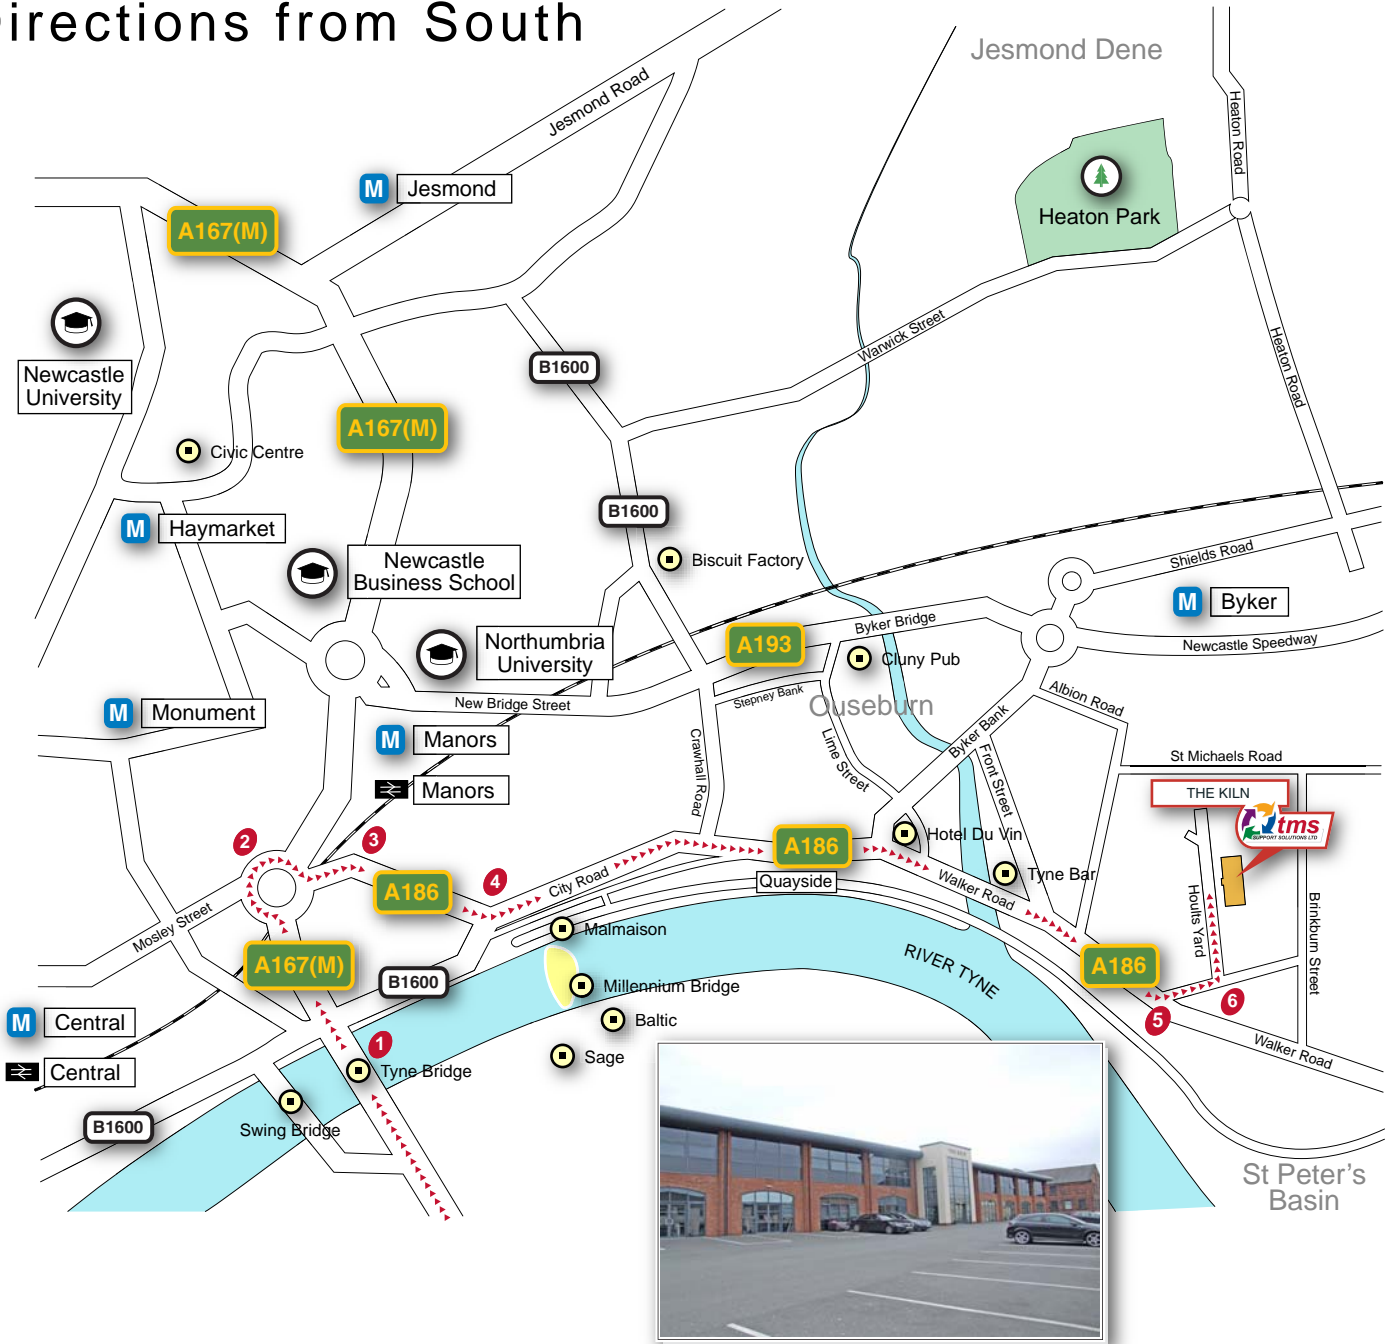 Directions from South
Jesmond Dene
Jesmond Road
Heaton Road
M Jesmond
Heaton Park
A167(M)
Newcastle
University
Warwick Street
Heaton Road
B1600
A167(M)
Civic Centre
B1600
M Haymarket
Newcastle
Business School
Biscuit Factory
Shields Road
M Byker
Byker Bridge
Northumbria
University
A193
Newcastle Speedway
Cluny Pub
Stepney Bank
Ouseburn
Albion Road
New Bridge Street
M Monument
M Manors
Manors
Crawhall Road
Lime Street
Byker Bank
Front Street
St Michaels Road
THE KILN
tms
SUPPORT SOLUTIONS LTD
2
3
Hotel Du Vin
A186
4
City Road
Quayside
Tyne Bar
A186
Walker Road
Hoults Yard
Brinkburn Street
Mosley Street
Malmaison
A167(M)
B1600
Millennium Bridge
RIVER TYNE
A186
6
5
M Central
Baltic
1
Sage
Walker Road
Central
Tyne Bridge
B1600
Swing Bridge
St Peter's
Basin